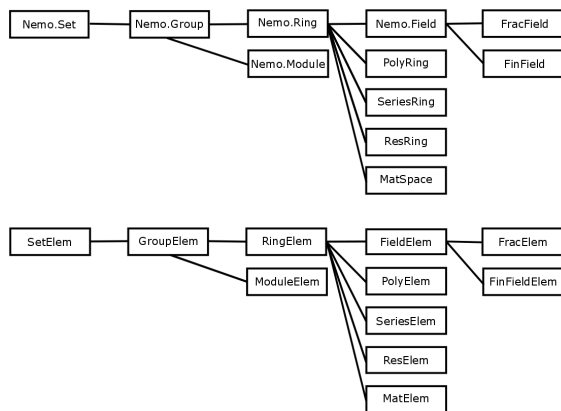 Nemo.Set
Nemo.Group
Nemo.Ring
Nemo.Field
FracField
Nemo.Module
PolyRing
FinField
SeriesRing
ResRing
MatSpace
SetElem
GroupElem
RingElem
FieldElem
FracElem
ModuleElem
PolyElem
FinFieldElem
SeriesElem
ResElem
MatElem